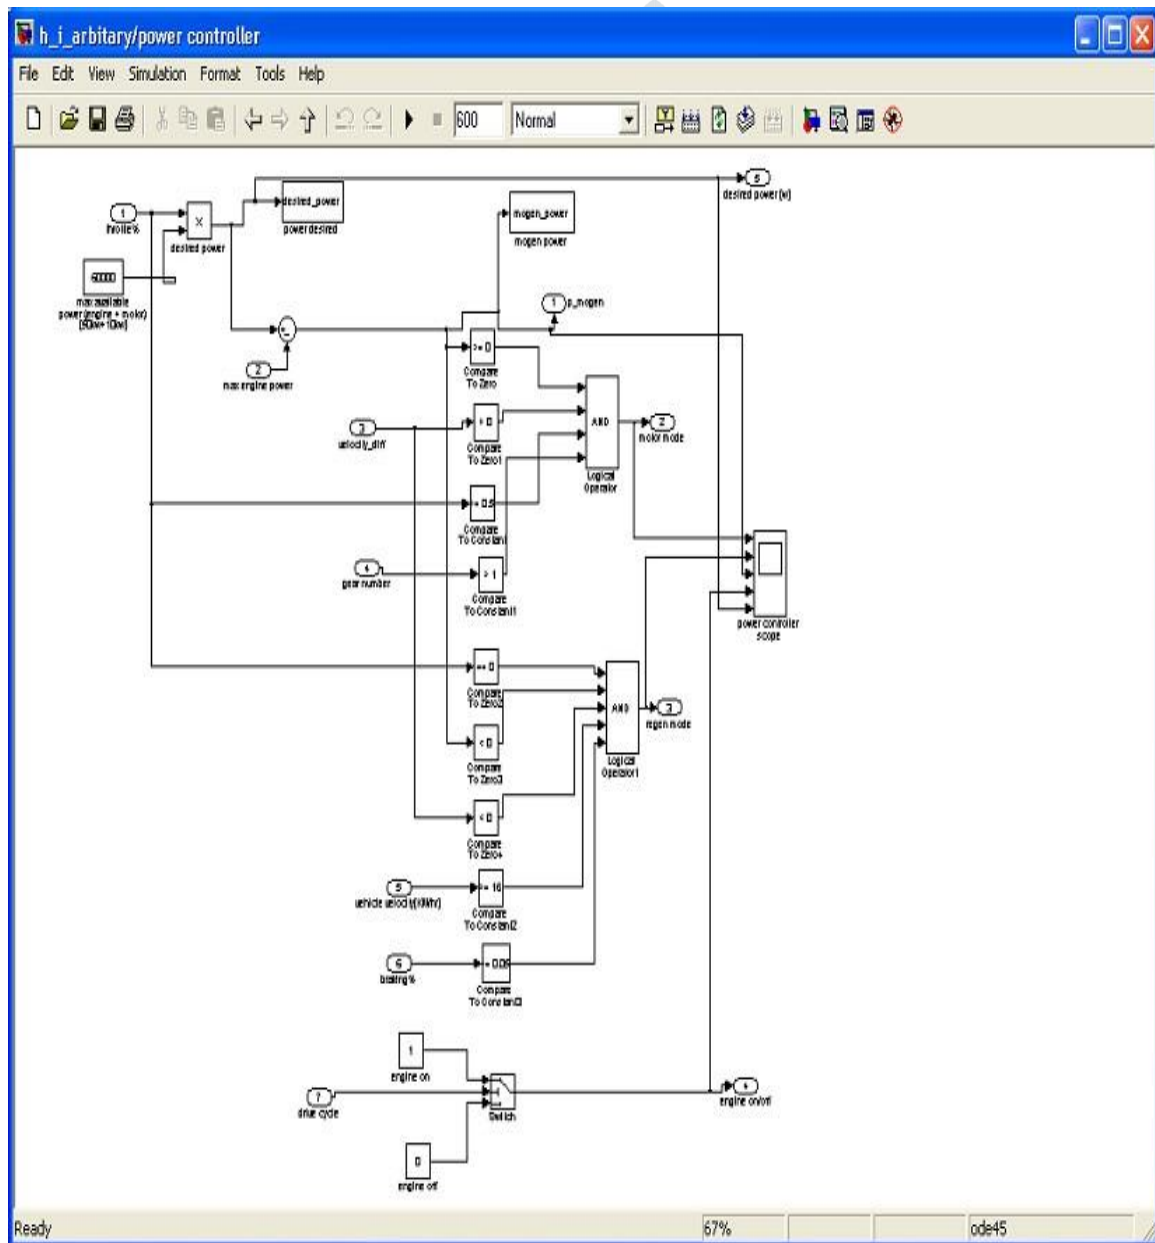 h_i_arbitary/power controller
File Edit View Simulation Format Tools Help
600 Normal
5
desired power (w)
desired_power
power desired
mogen_power
mogen power
1
throttle%
X
desired power
60000
max available
power (engine + motor)
[50kw+10kw]
1
p_mogen
2
max engine power
>= 0
Compare
To Zero
3
velocity_diff
> 0
Compare
To Zero1
AND
Logical
Operator
2
motor mode
= 0.5
Compare
To Constant
4
gear number
> 1
Compare
To Constant1
power controller
scope
== 0
Compare
To Zero2
AND
Logical
Operator1
3
regen mode
< 0
Compare
To Zero3
< 0
Compare
To Zero4
5
vehicle velocity(KM/hr)
>= 16
Compare
To Constant2
6
braking%
Compare
To Constant3
1
engine on
7
drive cycle
Switch
4
engine on/off
0
engine off
Ready 67% ode45